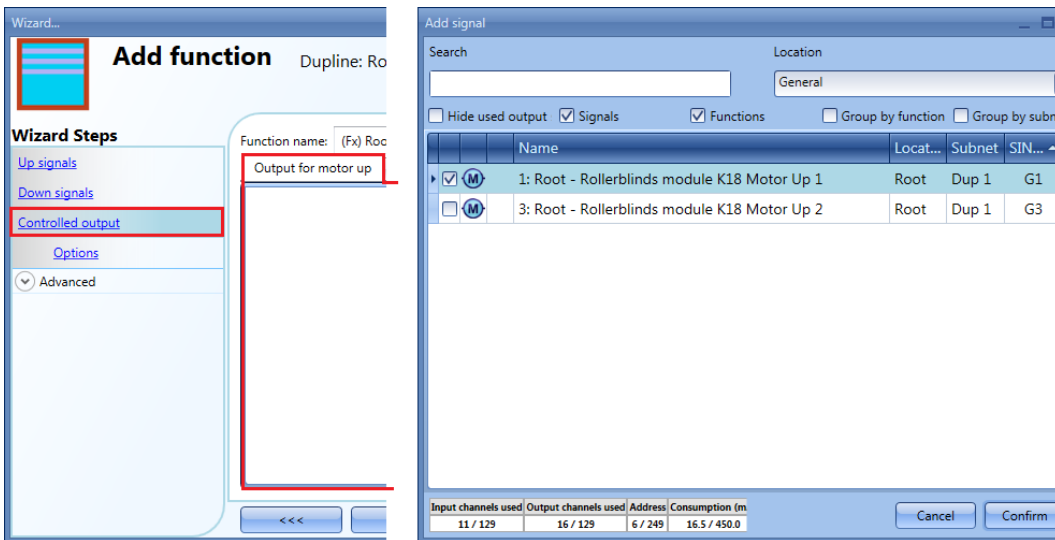 Wizard...
Add function Dupline: Ro
Wizard Steps
Up signals
Down signals
Controlled output
Options
Advanced
Function name: (Fx) Roo
Output for motor up
<<<
Add signal
Search Location
General
Hide used output Signals Functions Group by function Group by subn
Name Locat... Subnet SIN...
M 1: Root - Rollerblinds module K18 Motor Up 1 Root Dup 1 G1
M 3: Root - Rollerblinds module K18 Motor Up 2 Root Dup 1 G3
Input channels used Output channels used Address Consumption (m
11 / 129 16 / 129 6 / 249 16.5 / 450.0
Cancel Confirm